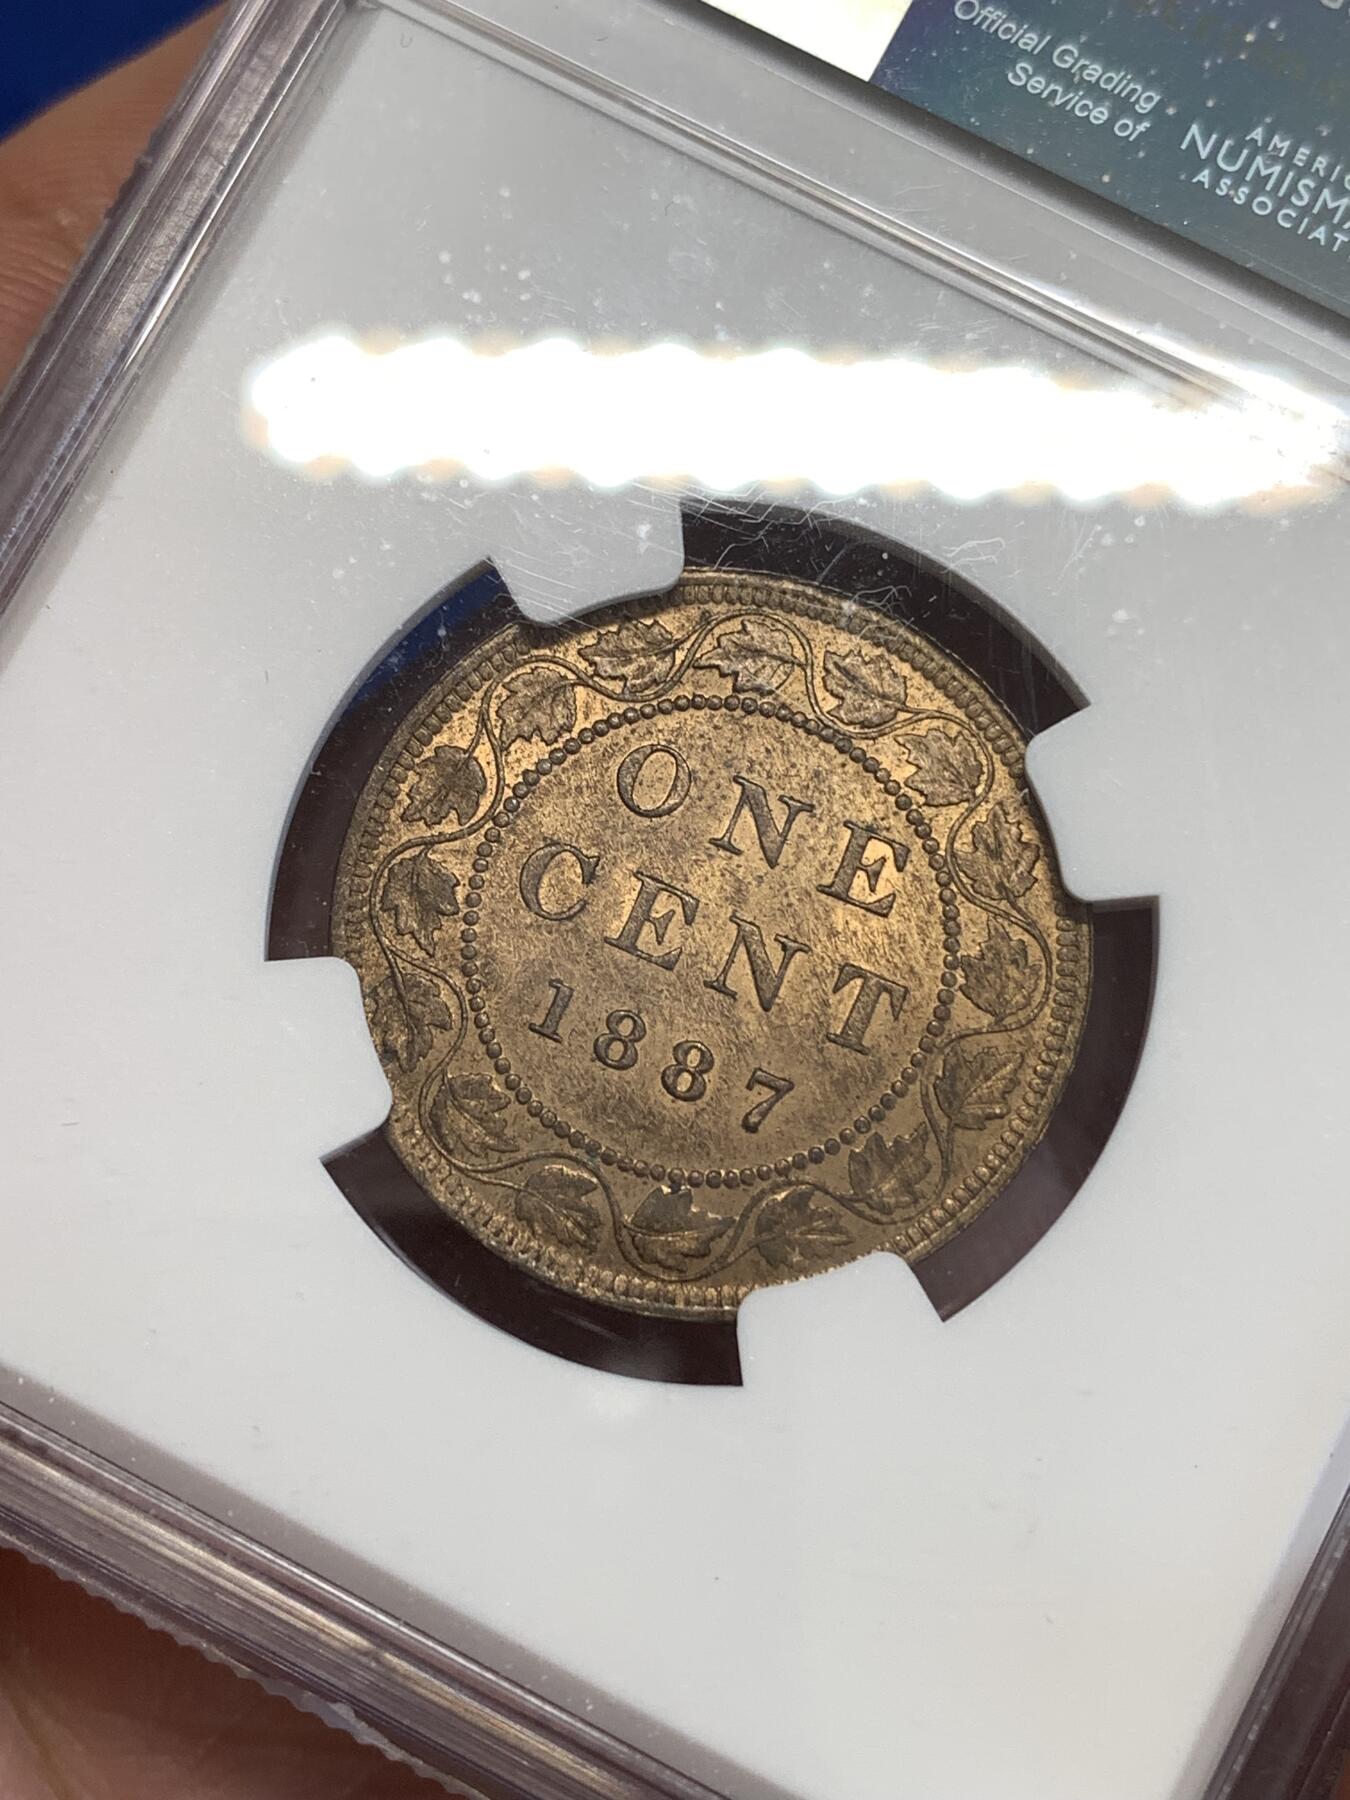 Official Grading
Service of
NUMISMA
ONE
CENT
1887